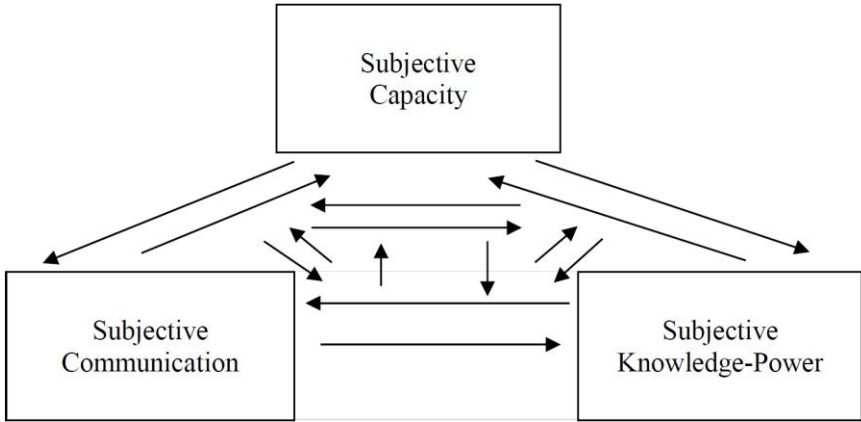 Subjective
Capacity
Subjective
Communication
Subjective
Knowledge-Power